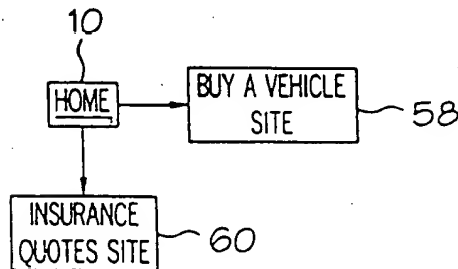 10
HOME
BUY A VEHICLE
SITE
58
INSURANCE
QUOTES SITE
60